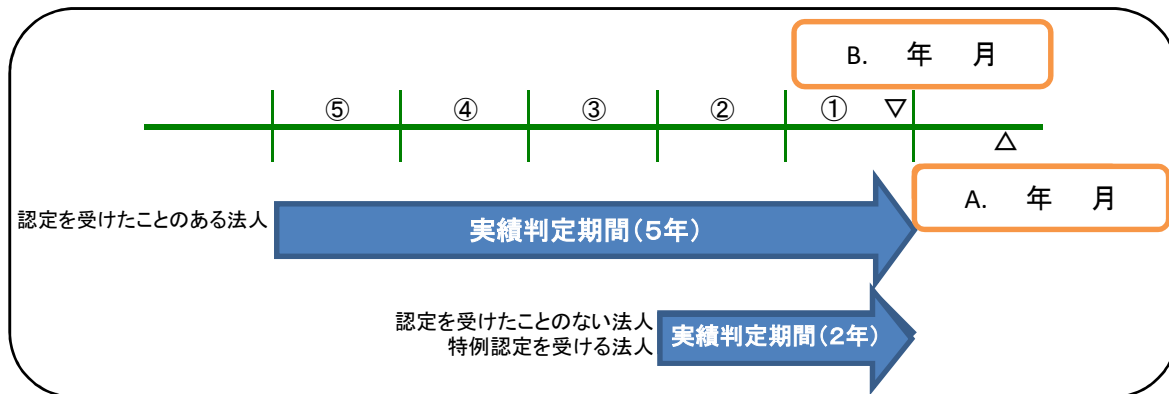 B.　年　月
⑤　④　③　②　①　▽
△
A.　年　月
認定を受けたことのある法人
実績判定期間（５年）
認定を受けたことのない法人
特例認定を受ける法人
実績判定期間（２年）